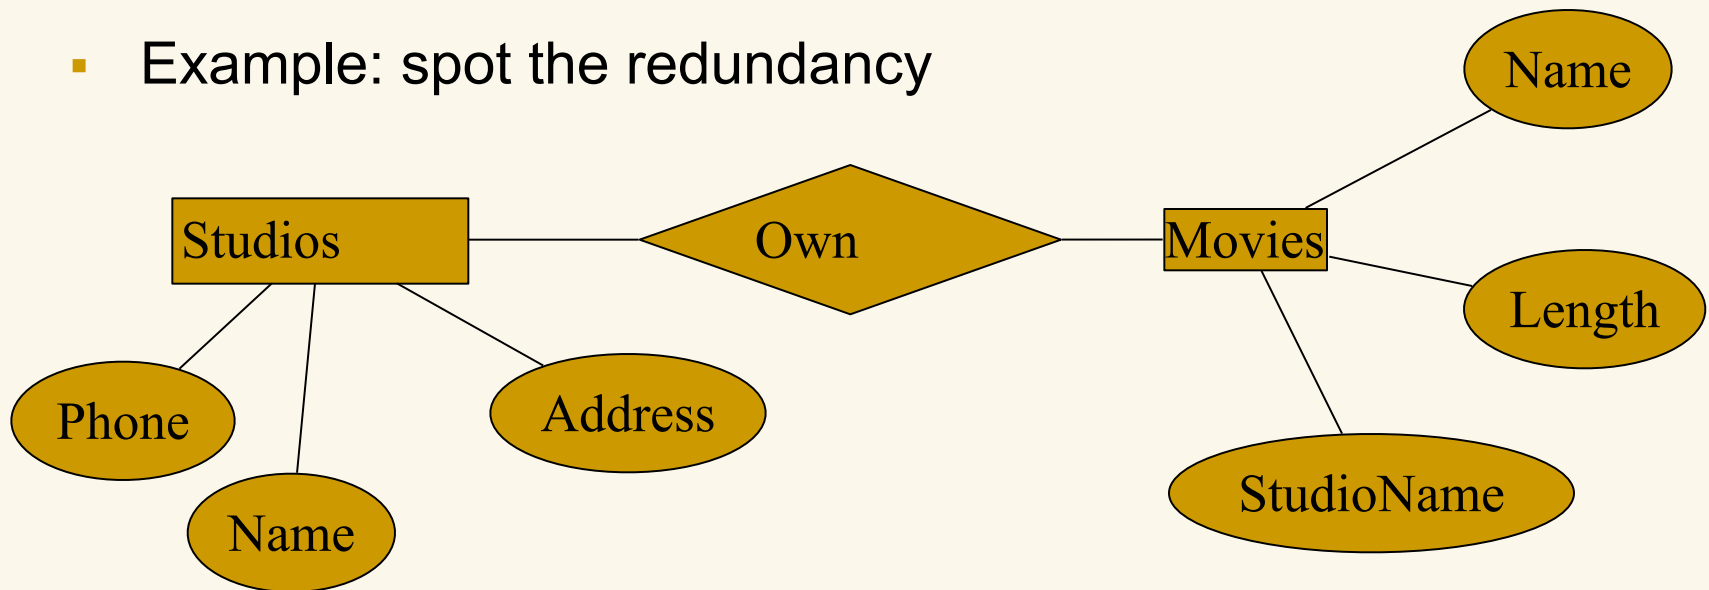 ▪ Example: spot the redundancy
Name
Studios
Own
Movies
Length
Phone
Address
StudioName
Name